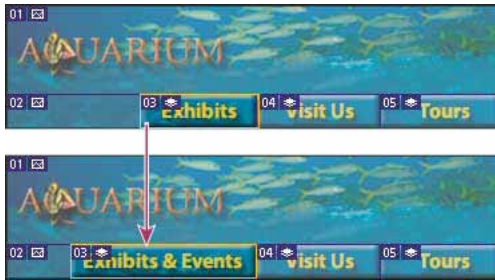 01
AQUARIUM
02 03 Exhibits 04 Visit Us 05 Tours
01
AQUARIUM
02 03 Exhibits & Events 04 Visit Us 05 Tours